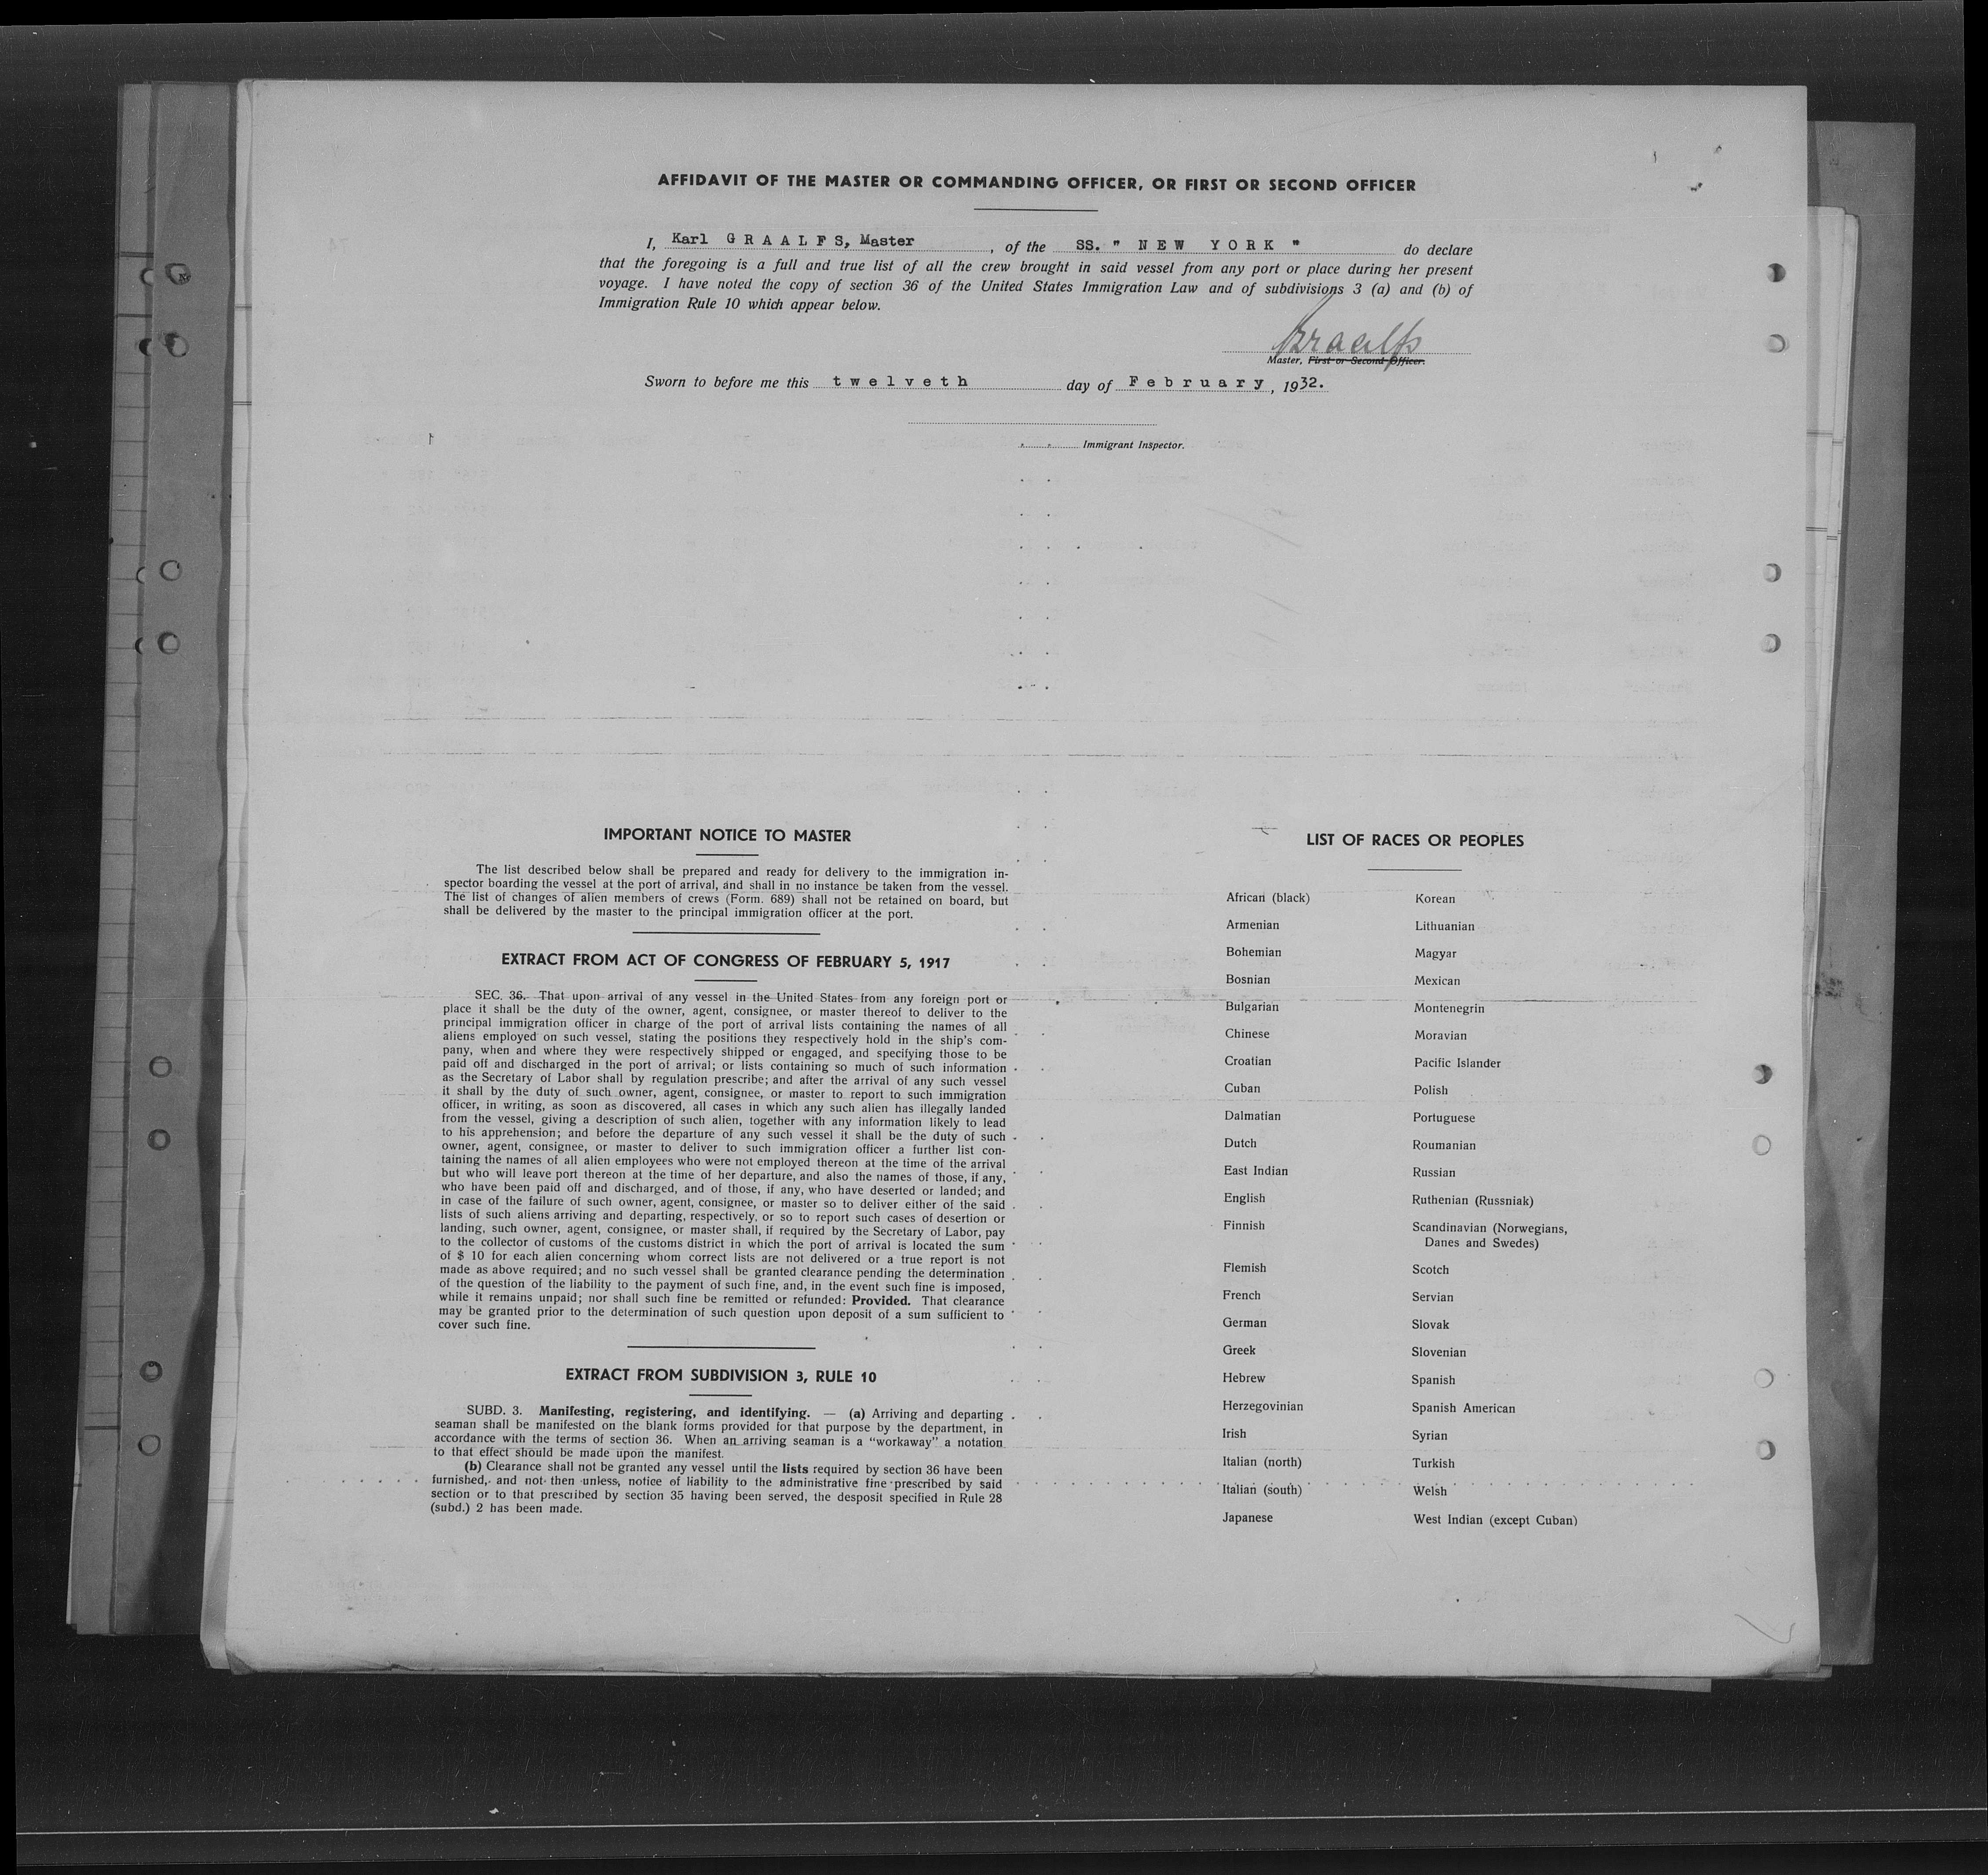 AFFIDAVIT OF THE MASTER OR COMMANDING OFFICER, OR FIRST OR SECOND OFFICER
I, Karl GRAALFS, Master, of the SS. " NEW YORK " do declare
that the foregoing is a full and true list of all the crew brought in said vessel from any port or place during her present
voyage. I have noted the copy of section 36 of the United States Immigration Law and of subdivisions 3 (a) and (b) of
Immigration Rule 10 which appear below.
Graalfs
Master, First or Second Officer.
Sworn to before me this twelveth day of February, 1932.
Immigrant Inspector.
IMPORTANT NOTICE TO MASTER
The list described below shall be prepared and ready for delivery to the immigration in-
spector boarding the vessel at the port of arrival, and shall in no instance be taken from the vessel.
The list of changes of alien members of crews (Form. 689) shall not be retained on board, but
shall be delivered by the master to the principal immigration officer at the port.
EXTRACT FROM ACT OF CONGRESS OF FEBRUARY 5, 1917
SEC. 36. That upon arrival of any vessel in the United States from any foreign port or
place it shall be the duty of the owner, agent, consignee, or master thereof to deliver to the
principal immigration officer in charge of the port of arrival lists containing the names of all
aliens employed on such vessel, stating the positions they respectively hold in the ship's com-
pany, when and where they were respectively shipped or engaged, and specifying those to be
paid off and discharged in the port of arrival; or lists containing so much of such information
as the Secretary of Labor shall by regulation prescribe; and after the arrival of any such vessel
it shall by the duty of such owner, agent, consignee, or master to report to such immigration
officer, in writing, as soon as discovered, all cases in which any such alien has illegally landed
from the vessel, giving a description of such alien, together with any information likely to lead
to his apprehension; and before the departure of any such vessel it shall be the duty of such
owner, agent, consignee, or master to deliver to such immigration officer a further list con-
taining the names of all alien employees who were not employed thereon at the time of the arrival
but who will leave port thereon at the time of her departure, and also the names of those, if any,
who have been paid off and discharged, and of those, if any, who have deserted or landed; and
in case of the failure of such owner, agent, consignee, or master so to deliver either of the said
lists of such aliens arriving and departing, respectively, or so to report such cases of desertion or
landing, such owner, agent, consignee, or master shall, if required by the Secretary of Labor, pay
to the collector of customs of the customs district in which the port of arrival is located the sum
of $ 10 for each alien concerning whom correct lists are not delivered or a true report is not
made as above required; and no such vessel shall be granted clearance pending the determination
of the question of the liability to the payment of such fine, and, in the event such fine is imposed,
while it remains unpaid; nor shall such fine be remitted or refunded: Provided. That clearance
may be granted prior to the determination of such question upon deposit of a sum sufficient to
cover such fine.
EXTRACT FROM SUBDIVISION 3, RULE 10
SUBD. 3. Manifesting, registering, and identifying. — (a) Arriving and departing
seaman shall be manifested on the blank forms provided for that purpose by the department, in
accordance with the terms of section 36. When an arriving seaman is a "workaway" a notation
to that effect should be made upon the manifest.
(b) Clearance shall not be granted any vessel until the lists required by section 36 have been
furnished, and not then unless, notice of liability to the administrative fine prescribed by said
section or to that prescribed by section 35 having been served, the desposit specified in Rule 28
(subd.) 2 has been made.
LIST OF RACES OR PEOPLES
African (black)
Armenian
Bohemian
Bosnian
Bulgarian
Chinese
Croatian
Cuban
Dalmatian
Dutch
East Indian
English
Finnish
Flemish
French
German
Greek
Hebrew
Herzegovinian
Irish
Italian (north)
Italian (south)
Japanese
Korean
Lithuanian
Magyar
Mexican
Montenegrin
Moravian
Pacific Islander
Polish
Portuguese
Roumanian
Russian
Ruthenian (Russniak)
Scandinavian (Norwegians,
Danes and Swedes)
Scotch
Servian
Slovak
Slovenian
Spanish
Spanish American
Syrian
Turkish
Welsh
West Indian (except Cuban)